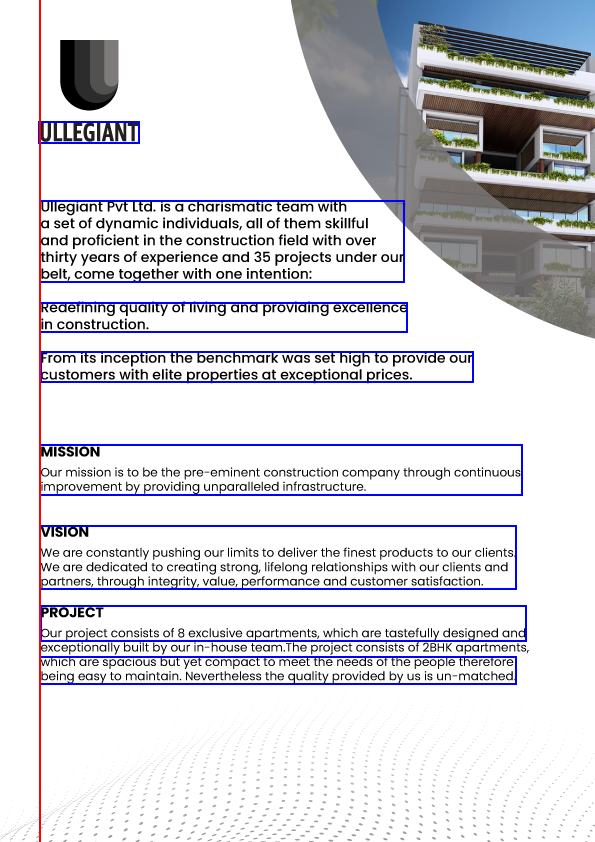 ULLEGIANT
Ullegiant Pvt Ltd. is a charismatic team with
a set of dynamic individuals, all of them skillful
and proficient in the construction field with over
thirty years of experience and 35 projects under our
belt, come together with one intention:
Redefining quality of living and providing excellence
in construction.
From its inception the benchmark was set high to provide our
customers with elite properties at exceptional prices.
MISSION
Our mission is to be the pre-eminent construction company through continuous
improvement by providing unparalleled infrastructure.
VISION
We are constantly pushing our limits to deliver the finest products to our clients.
We are dedicated to creating strong, lifelong relationships with our clients and
partners, through integrity, value, performance and customer satisfaction.
PROJECT
Our project consists of 8 exclusive apartments, which are tastefully designed and
exceptionally built by our in-house team.The project consists of 2BHK apartments,
which are spacious but yet compact to meet the needs of the people therefore
being easy to maintain. Nevertheless the quality provided by us is un-matched.